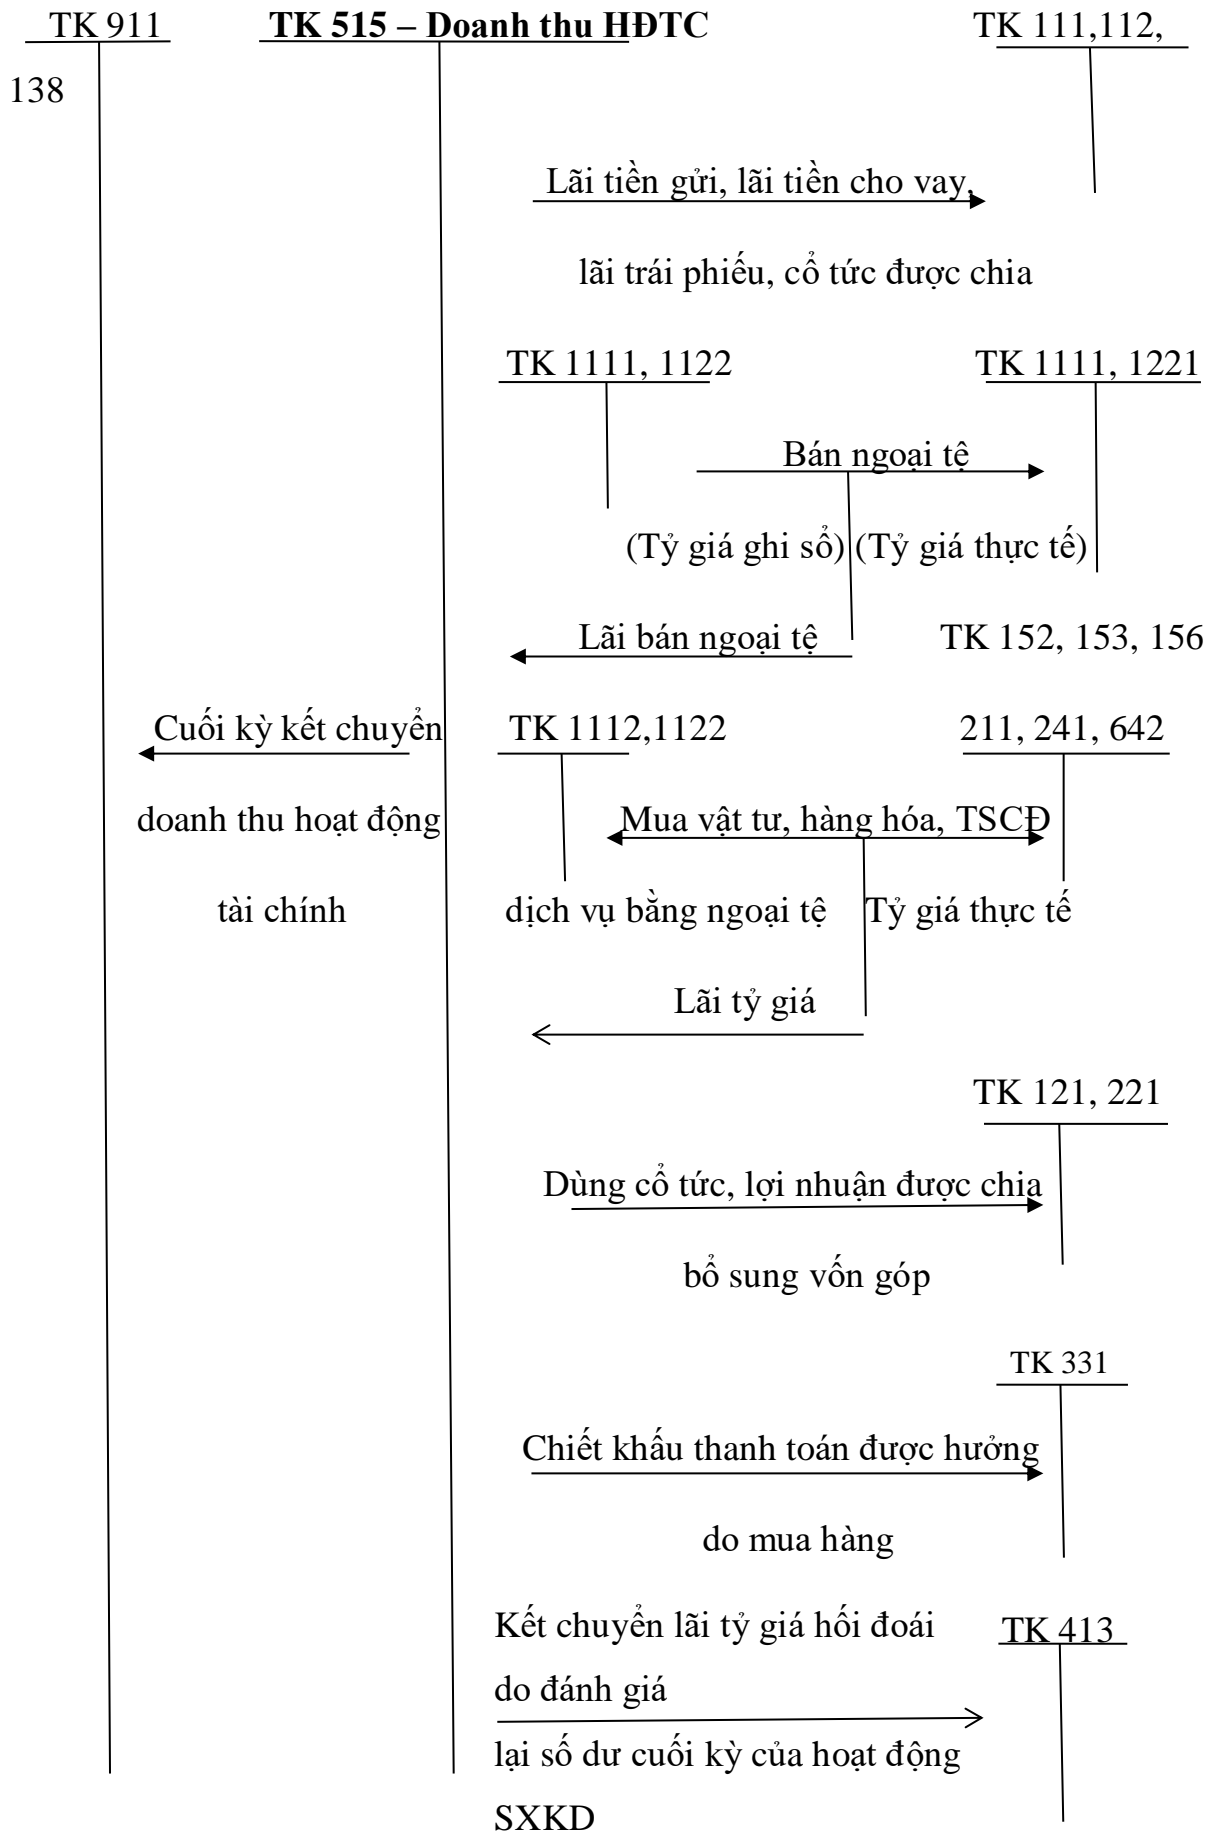 TK 911 TK 515 – Doanh thu HĐTC TK 111,112,
138
Lãi tiền gửi, lãi tiền cho vay,
lãi trái phiếu, cổ tức được chia
TK 1111, 1122 TK 1111, 1221
Bán ngoại tệ
(Tỷ giá ghi sổ) (Tỷ giá thực tế)
Lãi bán ngoại tệ TK 152, 153, 156
Cuối kỳ kết chuyển TK 1112,1122 211, 241, 642
doanh thu hoạt động Mua vật tư, hàng hóa, TSCĐ
tài chính dịch vụ bằng ngoại tệ Tỷ giá thực tế
Lãi tỷ giá
TK 121, 221
Dùng cổ tức, lợi nhuận được chia
bổ sung vốn góp
TK 331
Chiết khấu thanh toán được hưởng
do mua hàng
Kết chuyển lãi tỷ giá hối đoái TK 413
do đánh giá
lại số dư cuối kỳ của hoạt động
SXKD